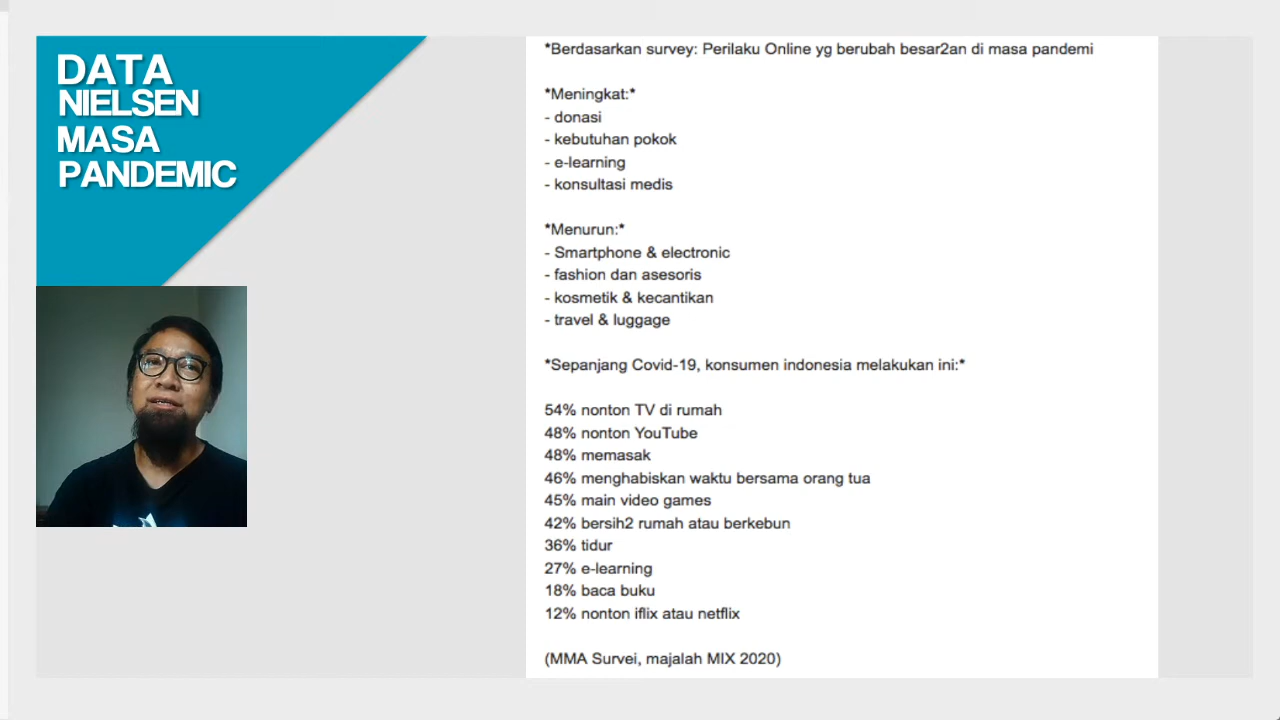 DATA
NIELSEN
MASA
PANDEMIC
*Berdasarkan survey: Perilaku Online yg berubah besar2an di masa pandemi
*Meningkat:*
- donasi
- kebutuhan pokok
- e-learning
- konsultasi medis
*Menurun:*
- Smartphone & electronic
- fashion dan asesoris
- kosmetik & kecantikan
- travel & luggage
*Sepanjang Covid-19, konsumen indonesia melakukan ini:*
54% nonton TV di rumah
48% nonton YouTube
48% memasak
46% menghabiskan waktu bersama orang tua
45% main video games
42% bersih2 rumah atau berkebun
36% tidur
27% e-learning
18% baca buku
12% nonton iflix atau netflix
(MMA Survei, majalah MIX 2020)